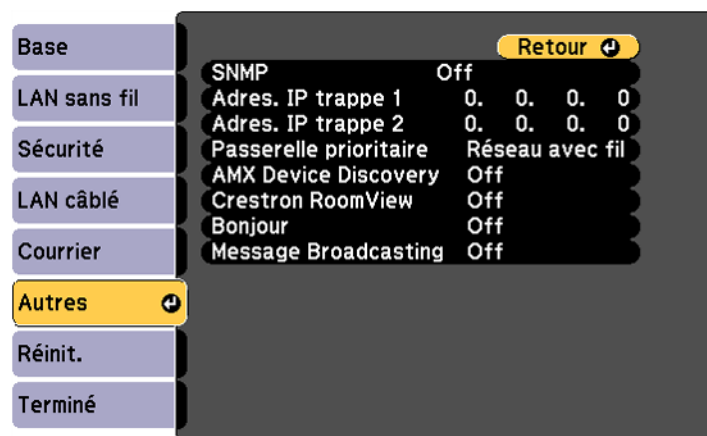 Base
LAN sans fil
Sécurité
LAN câblé
Courrier
Autres
Réinit.
Terminé
Retour
SNMP Off
Adres. IP trappe 1 0. 0. 0. 0
Adres. IP trappe 2 0. 0. 0. 0
Passerelle prioritaire Réseau avec fil
AMX Device Discovery Off
Crestron RoomView Off
Bonjour Off
Message Broadcasting Off